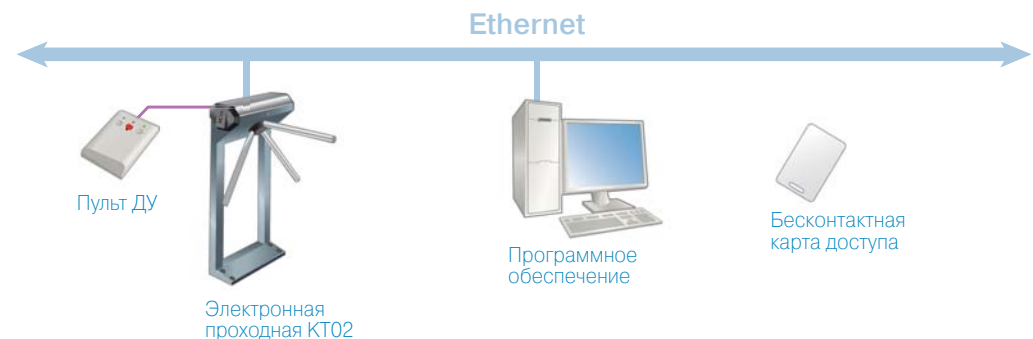 Ethernet
Пульт ДУ
Электронная
проходная КТ02
Программное
обеспечение
Бесконтактная
карта доступа